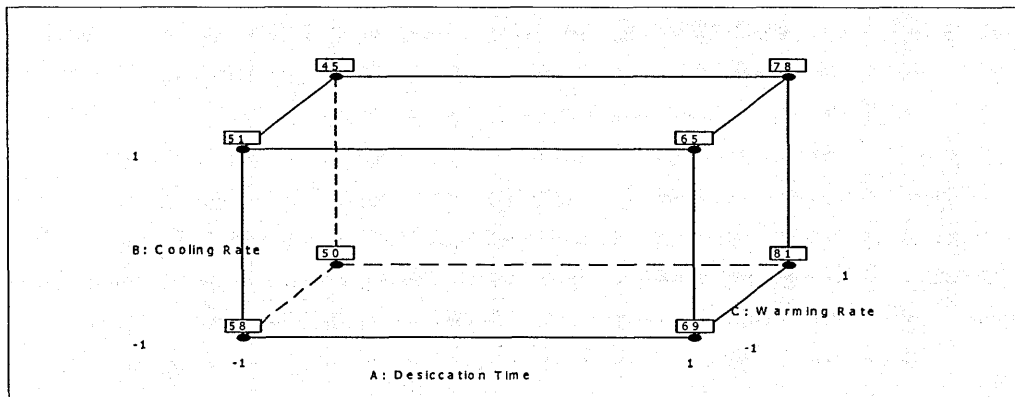 45 78
51 65
1
B: Cooling Rate 50 81
1
C: Warming Rate
58 69
-1 -1
-1 1
A: Desiccation Time